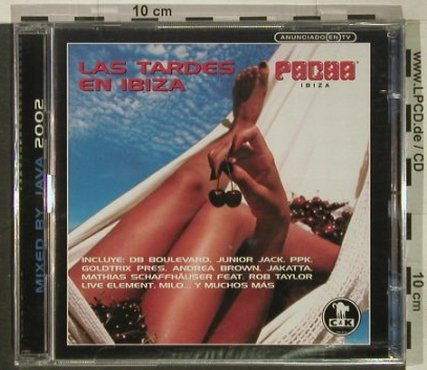 10 cm
www.LPCD.de / CD
10 cm
MIXED BY JAVA 2002
ANUNCIADO EN TV
LAS TARDES
EN IBIZA
PACHA
IBIZA
INCLUYE: DB BOULEVARD, JUNIOR JACK, PPK,
GOLDTRIX PRES. ANDREA BROWN, JAKATTA,
MATHIAS SCHAFFHÄUSER FEAT. ROB TAYLOR
LIVE ELEMENT, MILO... Y MUCHOS MÁS
C&K